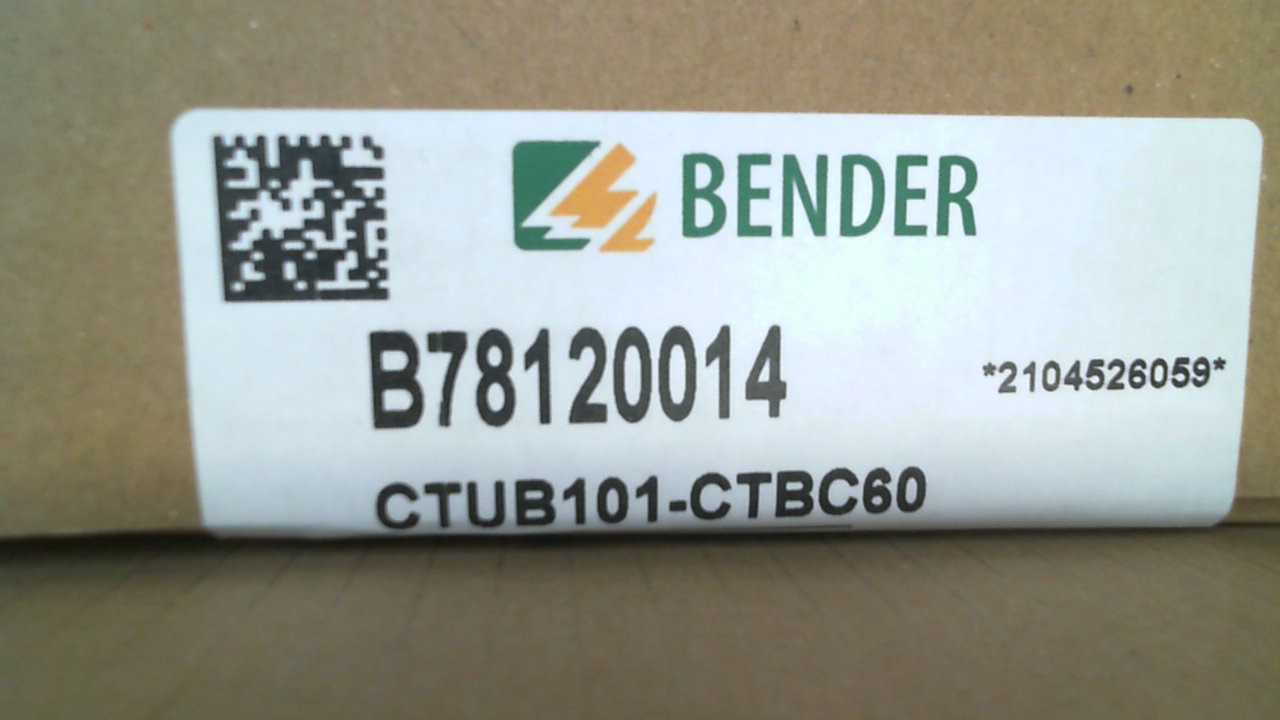 BENDER
B78120014
*2104526059*
CTUB101-CTBC60